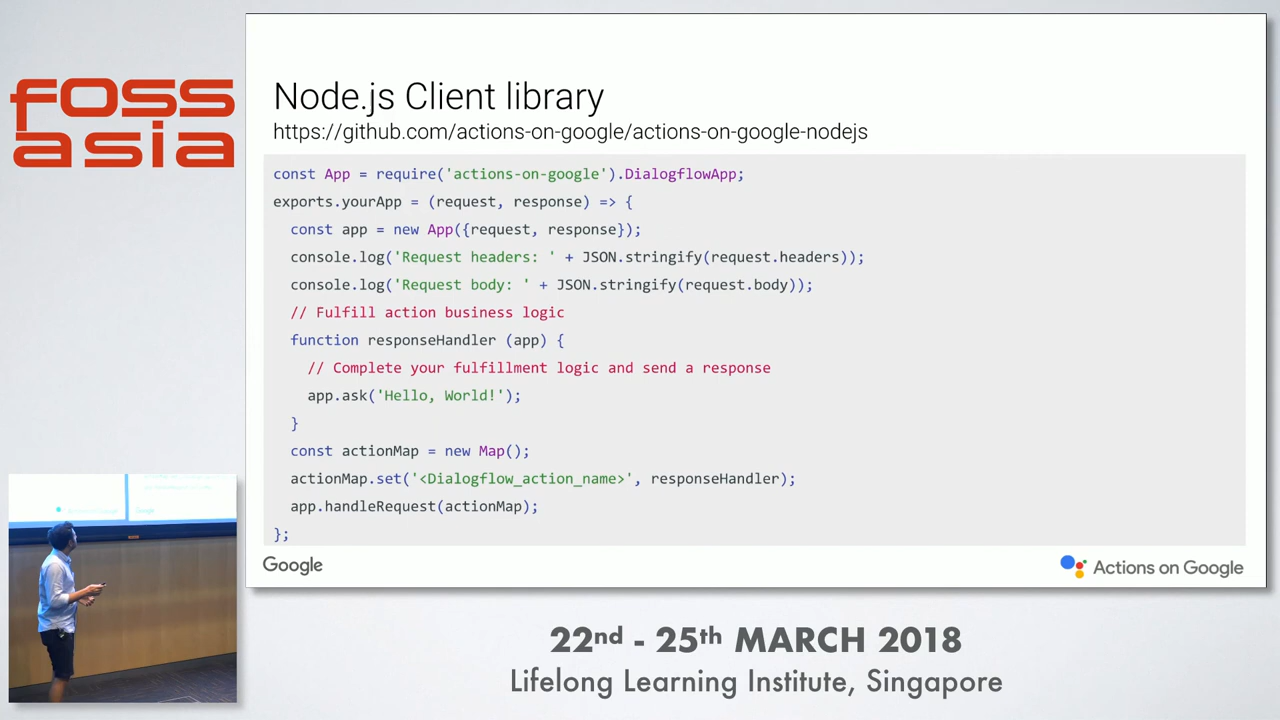 foss
asia
Node.js Client library
https://github.com/actions-on-google/actions-on-google-nodejs
const App = require('actions-on-google').DialogflowApp;
exports.yourApp = (request, response) => {
const app = new App({request, response});
console.log('Request headers: ' + JSON.stringify(request.headers));
console.log('Request body: ' + JSON.stringify(request.body));
// Fulfill action business logic
function responseHandler (app) {
// Complete your fulfillment logic and send a response
app.ask('Hello, World!');
}
const actionMap = new Map();
actionMap.set('<Dialogflow_action_name>', responseHandler);
app.handleRequest(actionMap);
};
Google
Actions on Google
22nd - 25th MARCH 2018
Lifelong Learning Institute, Singapore